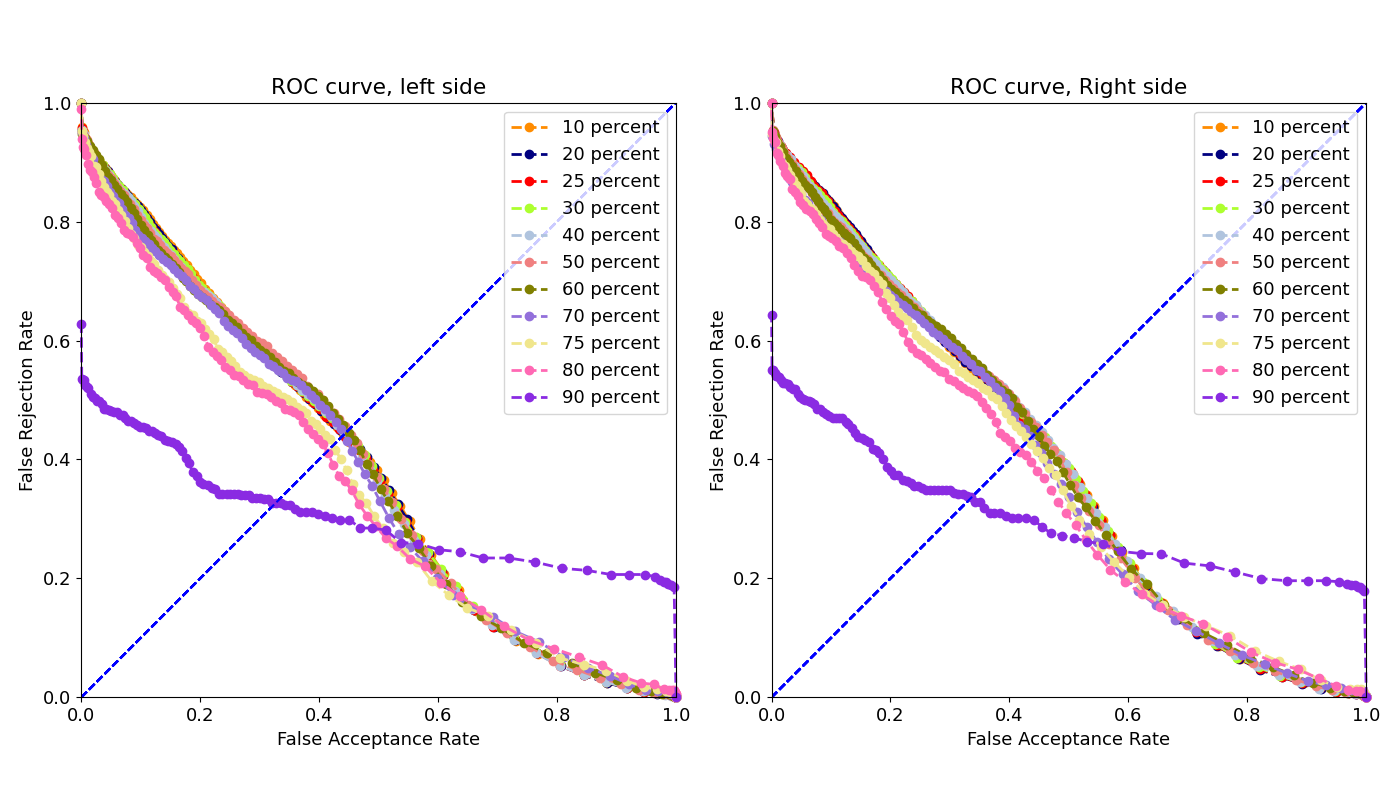 ROC curve, left side
1.0
0.8
0.6
0.4
0.2
0.0
False Rejection Rate
0.0 0.2 0.4 0.6 0.8 1.0
False Acceptance Rate
10 percent
20 percent
25 percent
30 percent
40 percent
50 percent
60 percent
70 percent
75 percent
80 percent
90 percent
ROC curve, Right side
1.0
0.8
0.6
0.4
0.2
0.0
False Rejection Rate
0.0 0.2 0.4 0.6 0.8 1.0
False Acceptance Rate
10 percent
20 percent
25 percent
30 percent
40 percent
50 percent
60 percent
70 percent
75 percent
80 percent
90 percent